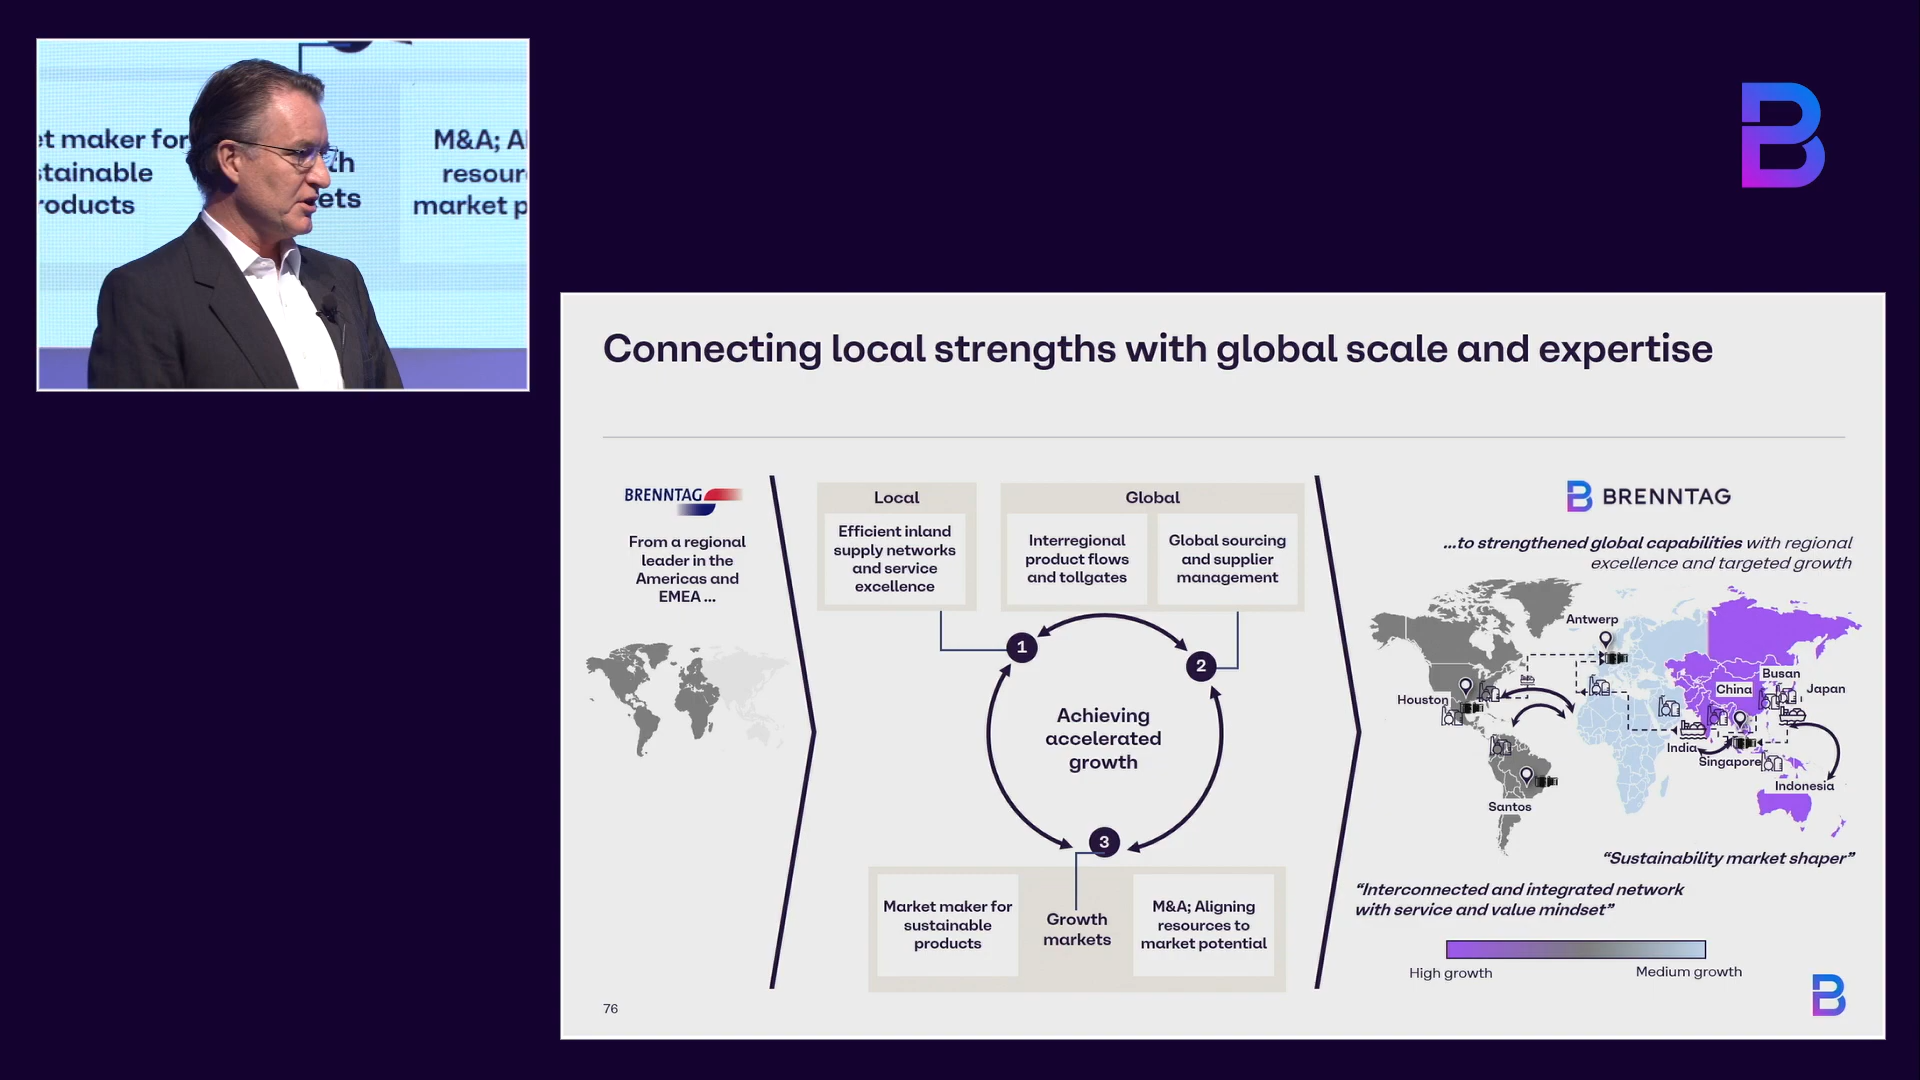 et maker for
stainable
roducts
th
ets
M&A; A
resour
market p
B
Connecting local strengths with global scale and expertise
BRENNTAG
From a regional
leader in the
Americas and
EMEA ...
Local
Efficient inland
supply networks
and service
excellence
Global
Interregional
product flows
and tollgates
Global sourcing
and supplier
management
1
2
3
Achieving
accelerated
growth
Market maker for
sustainable
products
Growth
markets
M&A; Aligning
resources to
market potential
B BRENNTAG
...to strengthened global capabilities with regional
excellence and targeted growth
Antwerp
Houston
Santos
Busan
China
Japan
India
Singapore
Indonesia
“Sustainability market shaper”
“Interconnected and integrated network
with service and value mindset”
High growth
Medium growth
76
B